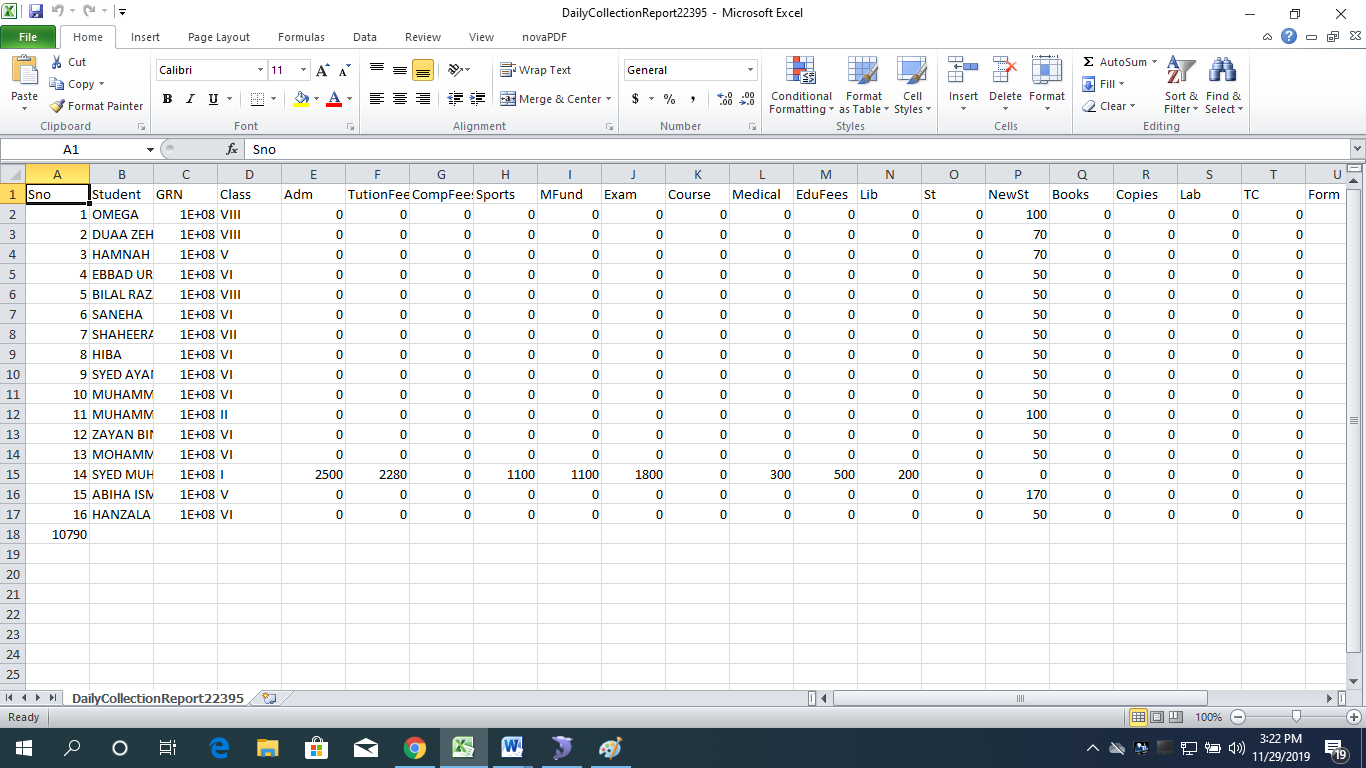 DailyCollectionReport22395 - Microsoft Excel
File Home Insert Page Layout Formulas Data Review View novaPDF
Paste Cut Copy Format Painter Clipboard
Calibri 11 A A B I U A Font
Wrap Text Merge & Center Alignment
General $ % , .0 .00 .00 .0 Number
Conditional Formatting Format as Table Cell Styles Styles
Insert Delete Format Cells
Σ AutoSum Fill Clear Sort & Filter Find & Select Editing
A1 fx Sno
A B C D E F G H I J K L M N O P Q R S T U
1 Sno Student GRN Class Adm TutionFee CompFees Sports MFund Exam Course Medical EduFees Lib St NewSt Books Copies Lab TC Form
2 1 OMEGA 1E+08 VIII 0 0 0 0 0 0 0 0 0 0 0 100 0 0 0 0
3 2 DUAA ZEH 1E+08 VIII 0 0 0 0 0 0 0 0 0 0 0 70 0 0 0 0
4 3 HAMNAH 1E+08 V 0 0 0 0 0 0 0 0 0 0 0 70 0 0 0 0
5 4 EBBAD UR 1E+08 VI 0 0 0 0 0 0 0 0 0 0 0 50 0 0 0 0
6 5 BILAL RAZ 1E+08 VIII 0 0 0 0 0 0 0 0 0 0 0 50 0 0 0 0
7 6 SANEHA 1E+08 VI 0 0 0 0 0 0 0 0 0 0 0 50 0 0 0 0
8 7 SHAHEERA 1E+08 VII 0 0 0 0 0 0 0 0 0 0 0 50 0 0 0 0
9 8 HIBA 1E+08 VI 0 0 0 0 0 0 0 0 0 0 0 50 0 0 0 0
10 9 SYED AYAN 1E+08 VI 0 0 0 0 0 0 0 0 0 0 0 50 0 0 0 0
11 10 MUHAMM 1E+08 VI 0 0 0 0 0 0 0 0 0 0 0 50 0 0 0 0
12 11 MUHAMM 1E+08 II 0 0 0 0 0 0 0 0 0 0 0 100 0 0 0 0
13 12 ZAYAN BIN 1E+08 VI 0 0 0 0 0 0 0 0 0 0 0 50 0 0 0 0
14 13 MOHAMM 1E+08 VI 0 0 0 0 0 0 0 0 0 0 0 50 0 0 0 0
15 14 SYED MUH 1E+08 I 2500 2280 0 1100 1100 1800 0 300 500 200 0 0 0 0 0 0
16 15 ABIHA ISM 1E+08 V 0 0 0 0 0 0 0 0 0 0 0 170 0 0 0 0
17 16 HANZALA 1E+08 VI 0 0 0 0 0 0 0 0 0 0 0 50 0 0 0 0
18 10790
19
20
21
22
23
24
25
DailyCollectionReport22395
Ready 100%
3:22 PM
11/29/2019
19